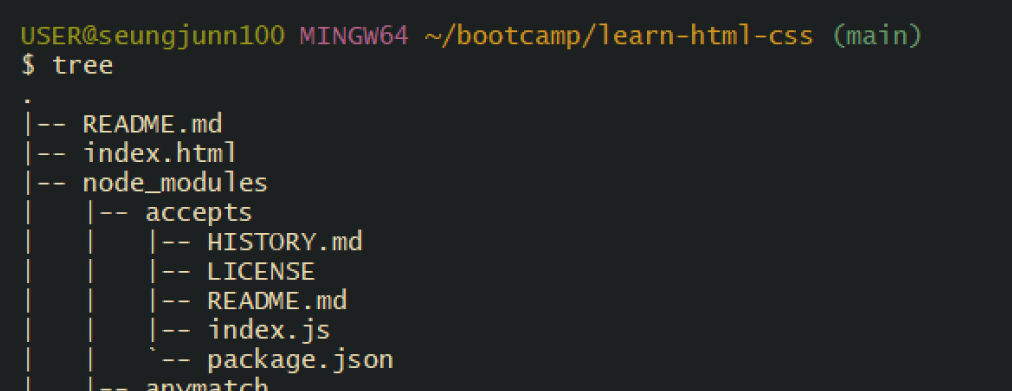 USER@seungjunn100 MINGW64 ~/bootcamp/learn-html-css (main)
$ tree
.
|-- README.md
|-- index.html
|-- node_modules
|   |-- accepts
|   |   |-- HISTORY.md
|   |   |-- LICENSE
|   |   |-- README.md
|   |   |-- index.js
|   |   `-- package.json
|   |-- anymatch